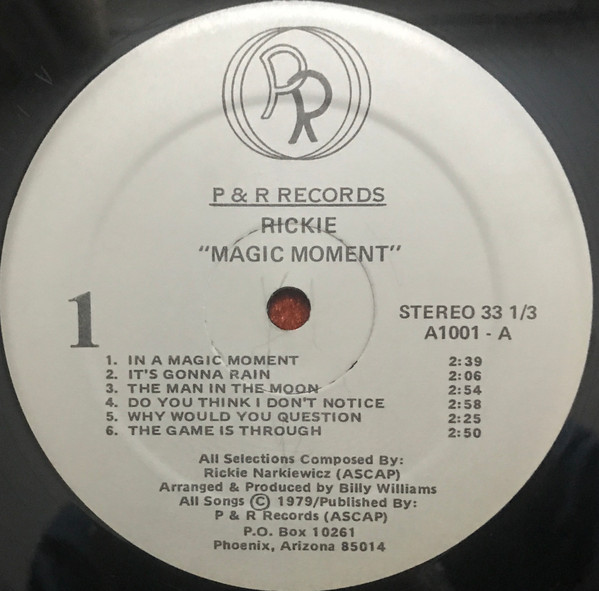 PR
P & R RECORDS
RICKIE
"MAGIC MOMENT"
1
STEREO 33 1/3
A1001 - A
1. IN A MAGIC MOMENT 2:39
2. IT'S GONNA RAIN 2:06
3. THE MAN IN THE MOON 2:54
4. DO YOU THINK I DON'T NOTICE 2:58
5. WHY WOULD YOU QUESTION 2:25
6. THE GAME IS THROUGH 2:50
All Selections Composed By:
Rickie Narkiewicz (ASCAP)
Arranged & Produced by Billy Williams
All Songs © 1979/Published By:
P & R Records (ASCAP)
P.O. Box 10261
Phoenix, Arizona 85014